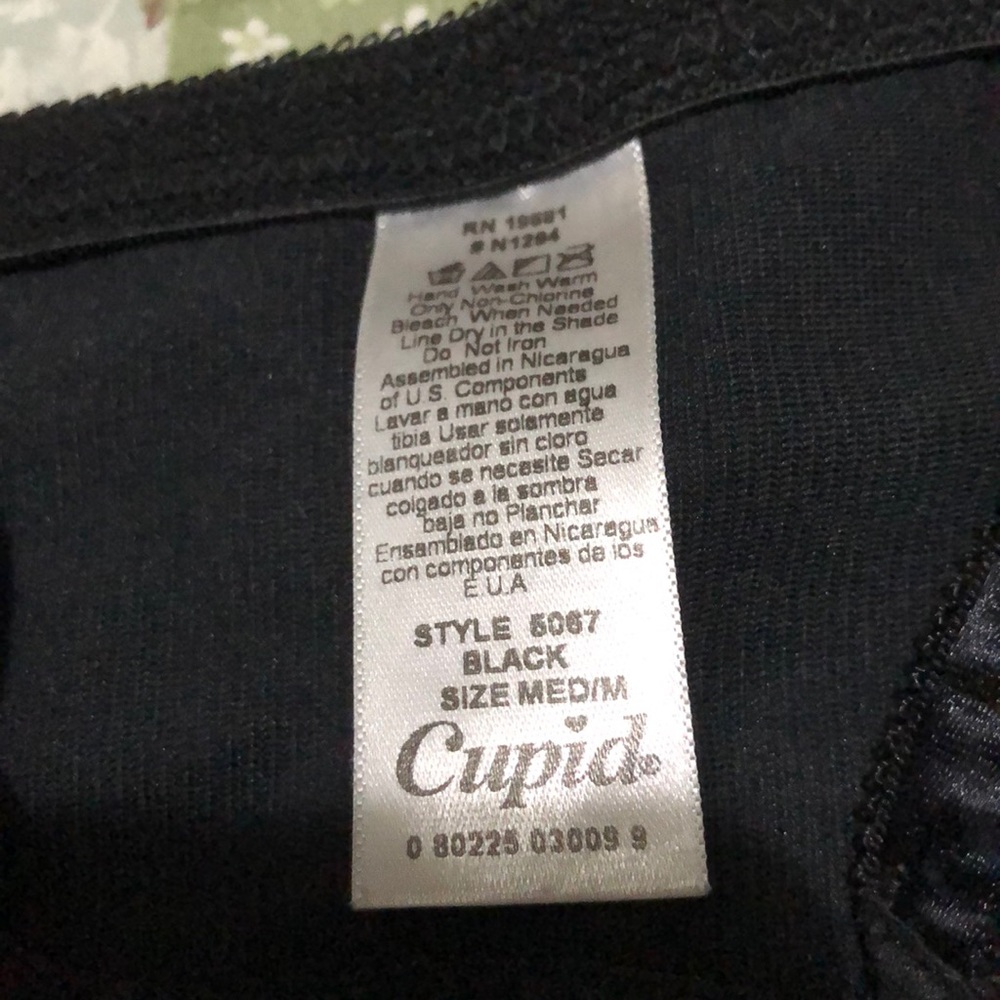 RN 19681
# N1294
Hand Wash Warm
Only Non-Chlorine
Bleach When Needed
Line Dry in the Shade
Do Not Iron
Assembled in Nicaragua
of U.S. Components
Lavar a mano con agua
tibia Usar solamente
blanqueador sin cloro
cuando se necesite Secar
colgado a la sombra
baja no Planchar
Ensamblado en Nicaragua
con componentes de los
E.U.A
STYLE 5067
BLACK
SIZE MED/M
Cupid®
0 80225 03009 9